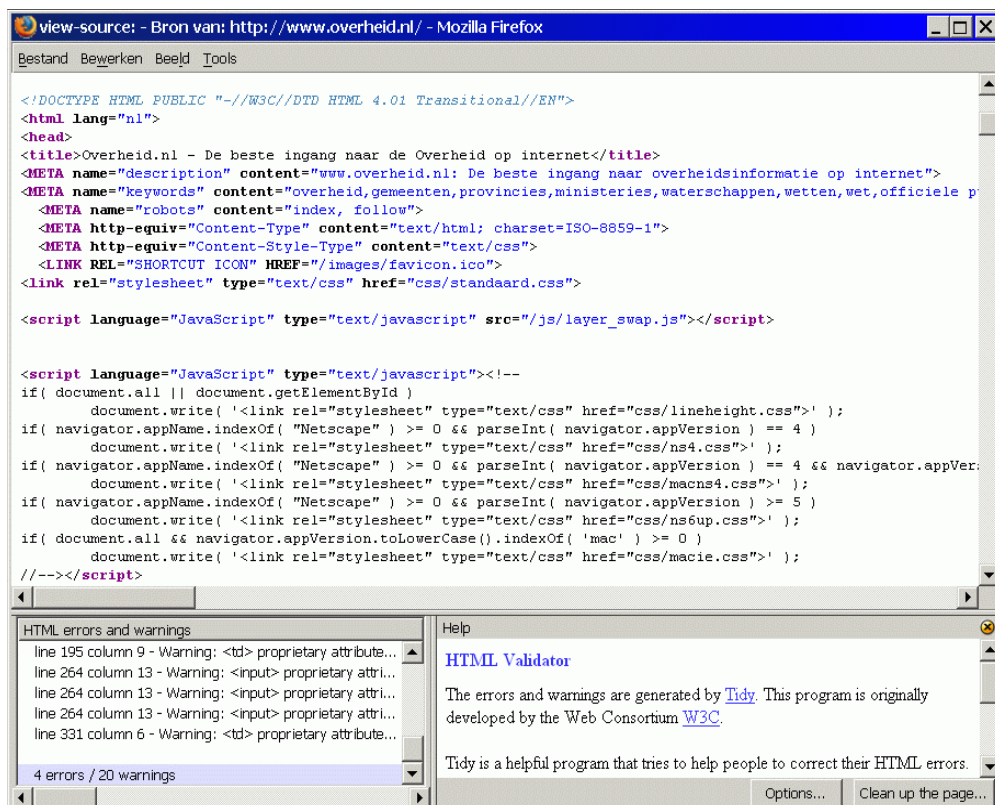 view-source: - Bron van: http://www.overheid.nl/ - Mozilla Firefox
Bestand Bewerken Beeld Tools
<!DOCTYPE HTML PUBLIC "-//W3C//DTD HTML 4.01 Transitional//EN">
<html lang="nl">
<head>
<title>Overheid.nl - De beste ingang naar de Overheid op internet</title>
<META name="description" content="www.overheid.nl: De beste ingang naar overheidsinformatie op internet">
<META name="keywords" content="overheid,gemeenten,provincies,ministeries,waterschappen,wetten,wet,officiele p
<META name="robots" content="index, follow">
<META http-equiv="Content-Type" content="text/html; charset=ISO-8859-1">
<META http-equiv="Content-Style-Type" content="text/css">
<LINK REL="SHORTCUT ICON" HREF="/images/favicon.ico">
<link rel="stylesheet" type="text/css" href="css/standaard.css">
<script language="JavaScript" type="text/javascript" src="/js/layer_swap.js"></script>
<script language="JavaScript" type="text/javascript"><!--
if( document.all || document.getElementById )
document.write( '<link rel="stylesheet" type="text/css" href="css/lineheight.css">' );
if( navigator.appName.indexOf( "Netscape" ) >= 0 && parseInt( navigator.appVersion ) == 4 )
document.write( '<link rel="stylesheet" type="text/css" href="css/ns4.css">' );
if( navigator.appName.indexOf( "Netscape" ) >= 0 && parseInt( navigator.appVersion ) == 4 && navigator.appVer
document.write( '<link rel="stylesheet" type="text/css" href="css/macns4.css">' );
if( navigator.appName.indexOf( "Netscape" ) >= 0 && parseInt( navigator.appVersion ) >= 5 )
document.write( '<link rel="stylesheet" type="text/css" href="css/ns6up.css">' );
if( document.all && navigator.appVersion.toLowerCase().indexOf( 'mac' ) >= 0 )
document.write( '<link rel="stylesheet" type="text/css" href="css/macie.css">' );
//--></script>
HTML errors and warnings
line 195 column 9 - Warning: <td> proprietary attribute...
line 264 column 13 - Warning: <input> proprietary attri...
line 264 column 13 - Warning: <input> proprietary attri...
line 264 column 13 - Warning: <input> proprietary attri...
line 331 column 6 - Warning: <td> proprietary attribute...
4 errors / 20 warnings
Help
HTML Validator
The errors and warnings are generated by Tidy. This program is originally
developed by the Web Consortium W3C.
Tidy is a helpful program that tries to help people to correct their HTML errors.
Options... Clean up the page...